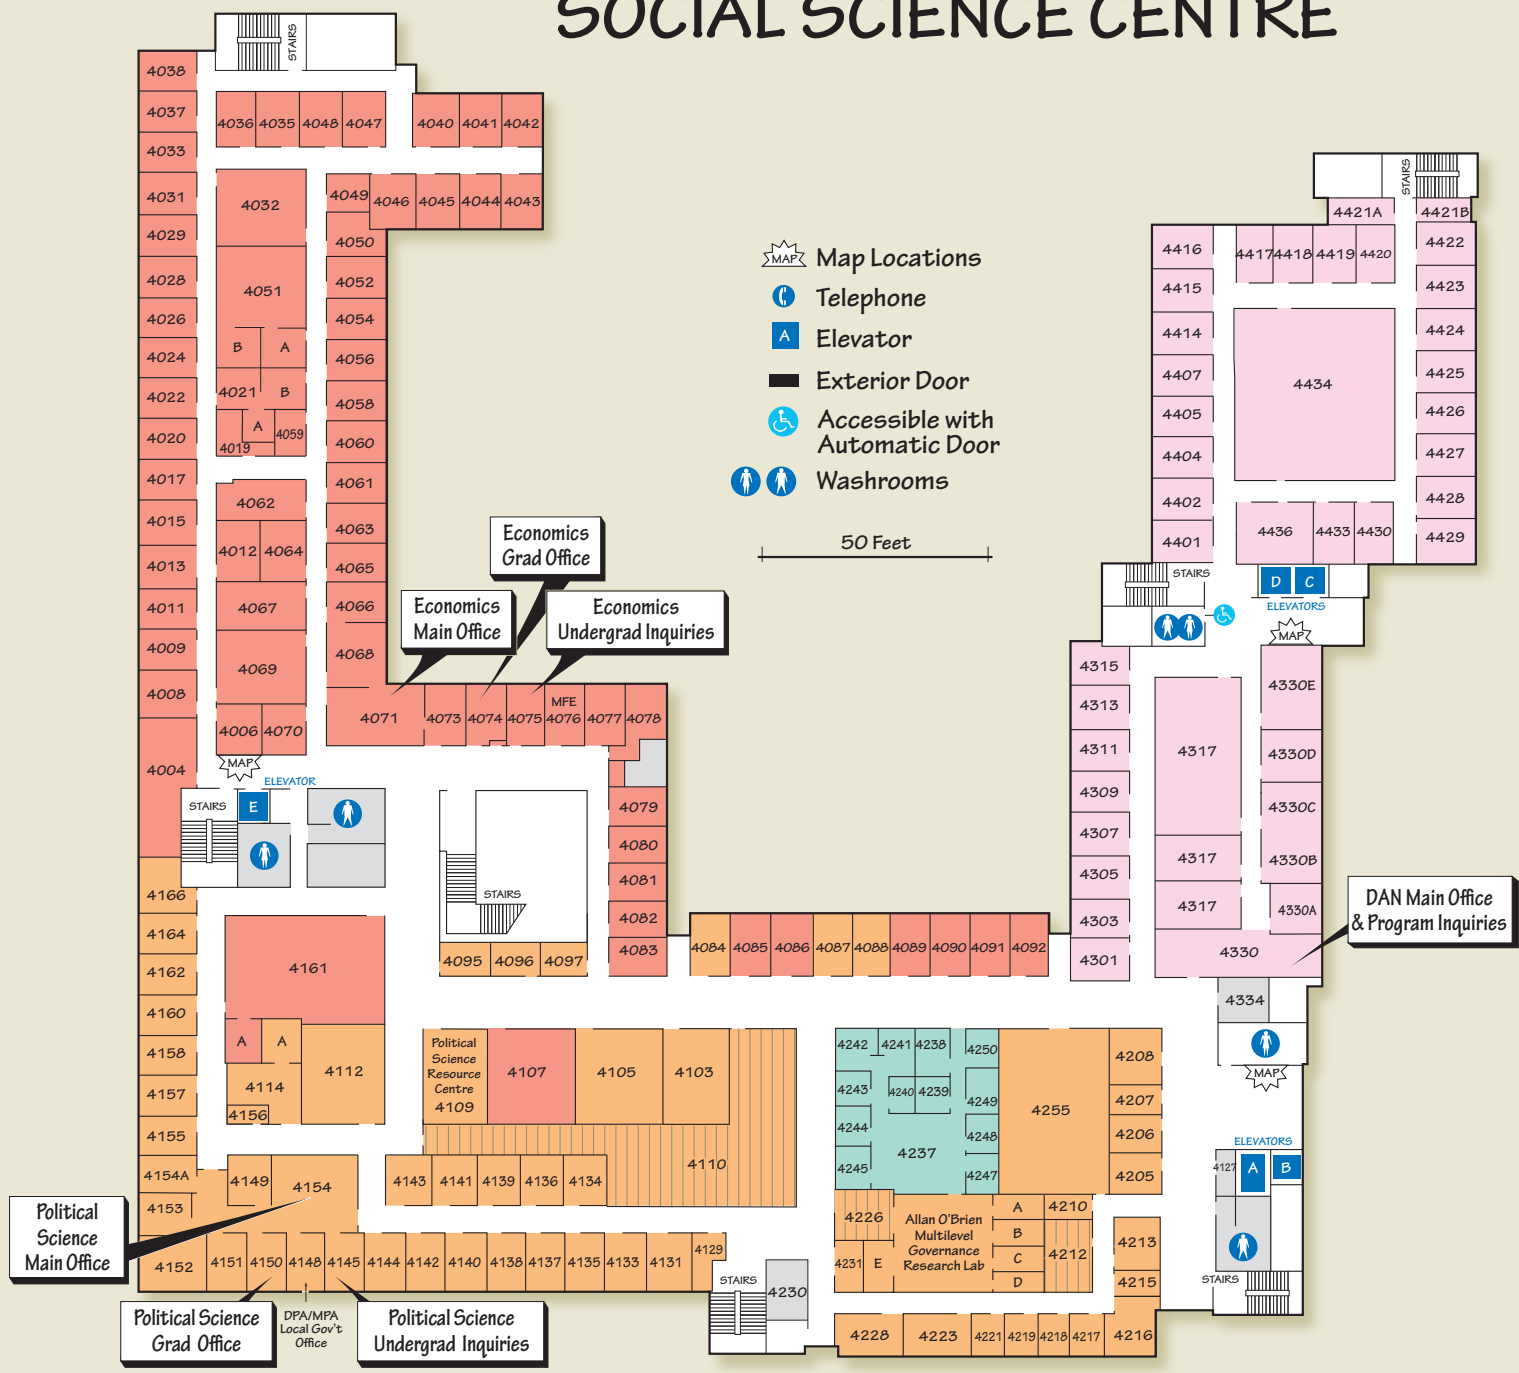 SOCIAL SCIENCE CENTRE
STAIRS
4038
4037
4036 4035 4048 4047
4040 4041 4042
4033
4031
4032
4049 4046 4045 4044 4043
4029
4050
4028
4051
4052
4026
4054
4024
B A
4056
4022
4021 B
4058
4020
A
4019
4059
4060
4017
4061
4015
4062
4063
4013
4012 4064
4065
4011
4067
4066
4009
4069
4068
4008
4006 4070
4071 4073 4074 4075
MFE
4076
4077 4078
4004
MAP
ELEVATOR
STAIRS
E
4079
4080
4081
4082
4083
STAIRS
4095 4096 4097
Economics
Grad Office
Economics
Main Office
Economics
Undergrad Inquiries
MAP
Map Locations
Telephone
A
Elevator
Exterior Door
Accessible with
Automatic Door
Washrooms
50 Feet
STAIRS
4421A
4421B
4416
4417 4418 4419 4420
4422
4415
4423
4414
4424
4407
4434
4425
4405
4426
4404
4427
4402
4428
4401
4436 4433 4430
4429
STAIRS
D C
ELEVATORS
MAP
4315
4330E
4313
4311
4317
4330D
4309
4330C
4307
4317
4330B
4305
4317
4330A
4303
4301
4330
DAN Main Office
& Program Inquiries
4334
MAP
4084 4085 4086 4087 4088 4089 4090 4091 4092
4166
4164
4162
4161
4160
4158
A A
4112
4157
4114
4156
4155
4154A
4153
4149
4154
4152
4151 4150 4148 4145 4144 4142 4140 4138 4137 4135 4133 4131 4129
Political
Science
Resource
Centre
4109
4107
4105
4103
4110
4143 4141 4139 4136 4134
Political
Science
Main Office
Political Science
Grad Office
DPA/MPA
Local Gov't
Office
Political Science
Undergrad Inquiries
STAIRS
4230
4242 4241 4238 4250
4243
4240 4239
4249
4244
4248
4237
4245
4247
4255
4208
4207
4206
4205
4226
4231
E
Allan O'Brien
Multilevel
Governance
Research Lab
A
B
C
D
4210
4212
4213
4215
4228 4223 4221 4219 4218 4217 4216
ELEVATORS
4127
A
B
STAIRS